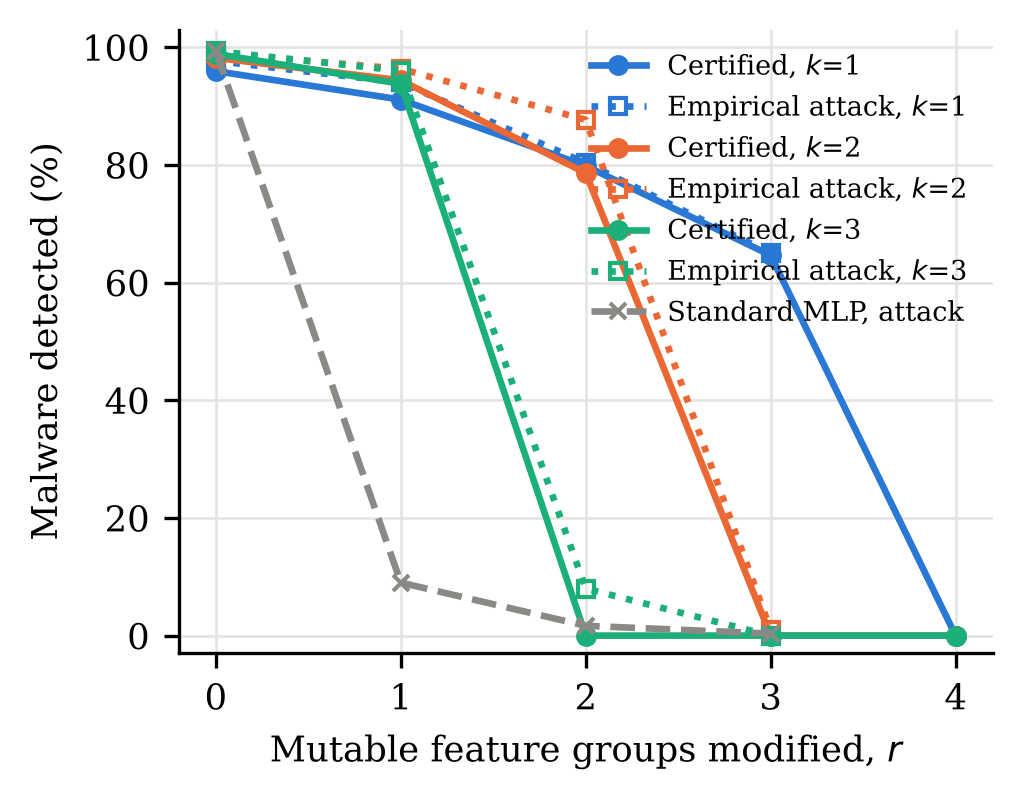 100
80
60
40
20
0
Malware detected (%)
Certified, k=1
Empirical attack, k=1
Certified, k=2
Empirical attack, k=2
Certified, k=3
Empirical attack, k=3
Standard MLP, attack
0 1 2 3 4
Mutable feature groups modified, r